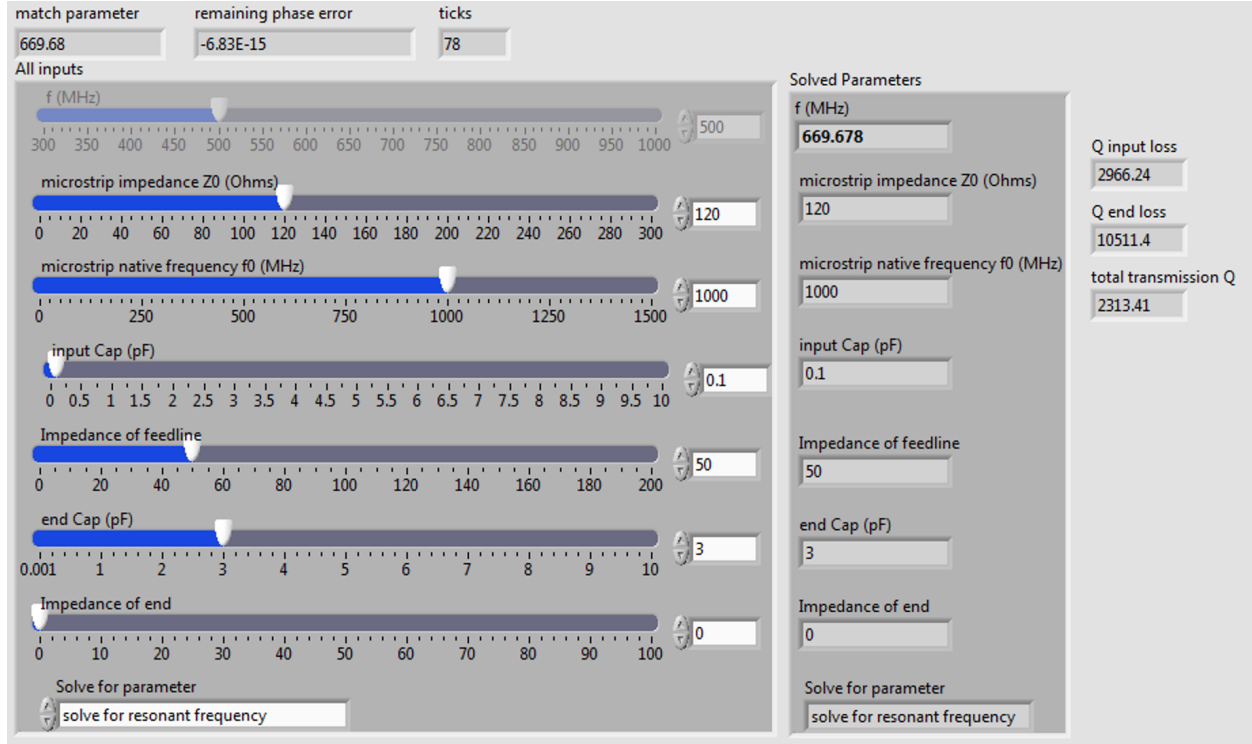 match parameter remaining phase error ticks
669.68 -6.83E-15 78
All inputs
f (MHz)
300 350 400 450 500 550 600 650 700 750 800 850 900 950 1000
500
microstrip impedance Z0 (Ohms)
0 20 40 60 80 100 120 140 160 180 200 220 240 260 280 300
120
microstrip native frequency f0 (MHz)
0 250 500 750 1000 1250 1500
1000
input Cap (pF)
0 0.5 1 1.5 2 2.5 3 3.5 4 4.5 5 5.5 6 6.5 7 7.5 8 8.5 9 9.5 10
0.1
Impedance of feedline
0 20 40 60 80 100 120 140 160 180 200
50
end Cap (pF)
0.001 1 2 3 4 5 6 7 8 9 10
3
Impedance of end
0 10 20 30 40 50 60 70 80 90 100
0
Solve for parameter
solve for resonant frequency
Solved Parameters
f (MHz)
669.678
microstrip impedance Z0 (Ohms)
120
microstrip native frequency f0 (MHz)
1000
input Cap (pF)
0.1
Impedance of feedline
50
end Cap (pF)
3
Impedance of end
0
Solve for parameter
solve for resonant frequency
Q input loss
2966.24
Q end loss
10511.4
total transmission Q
2313.41